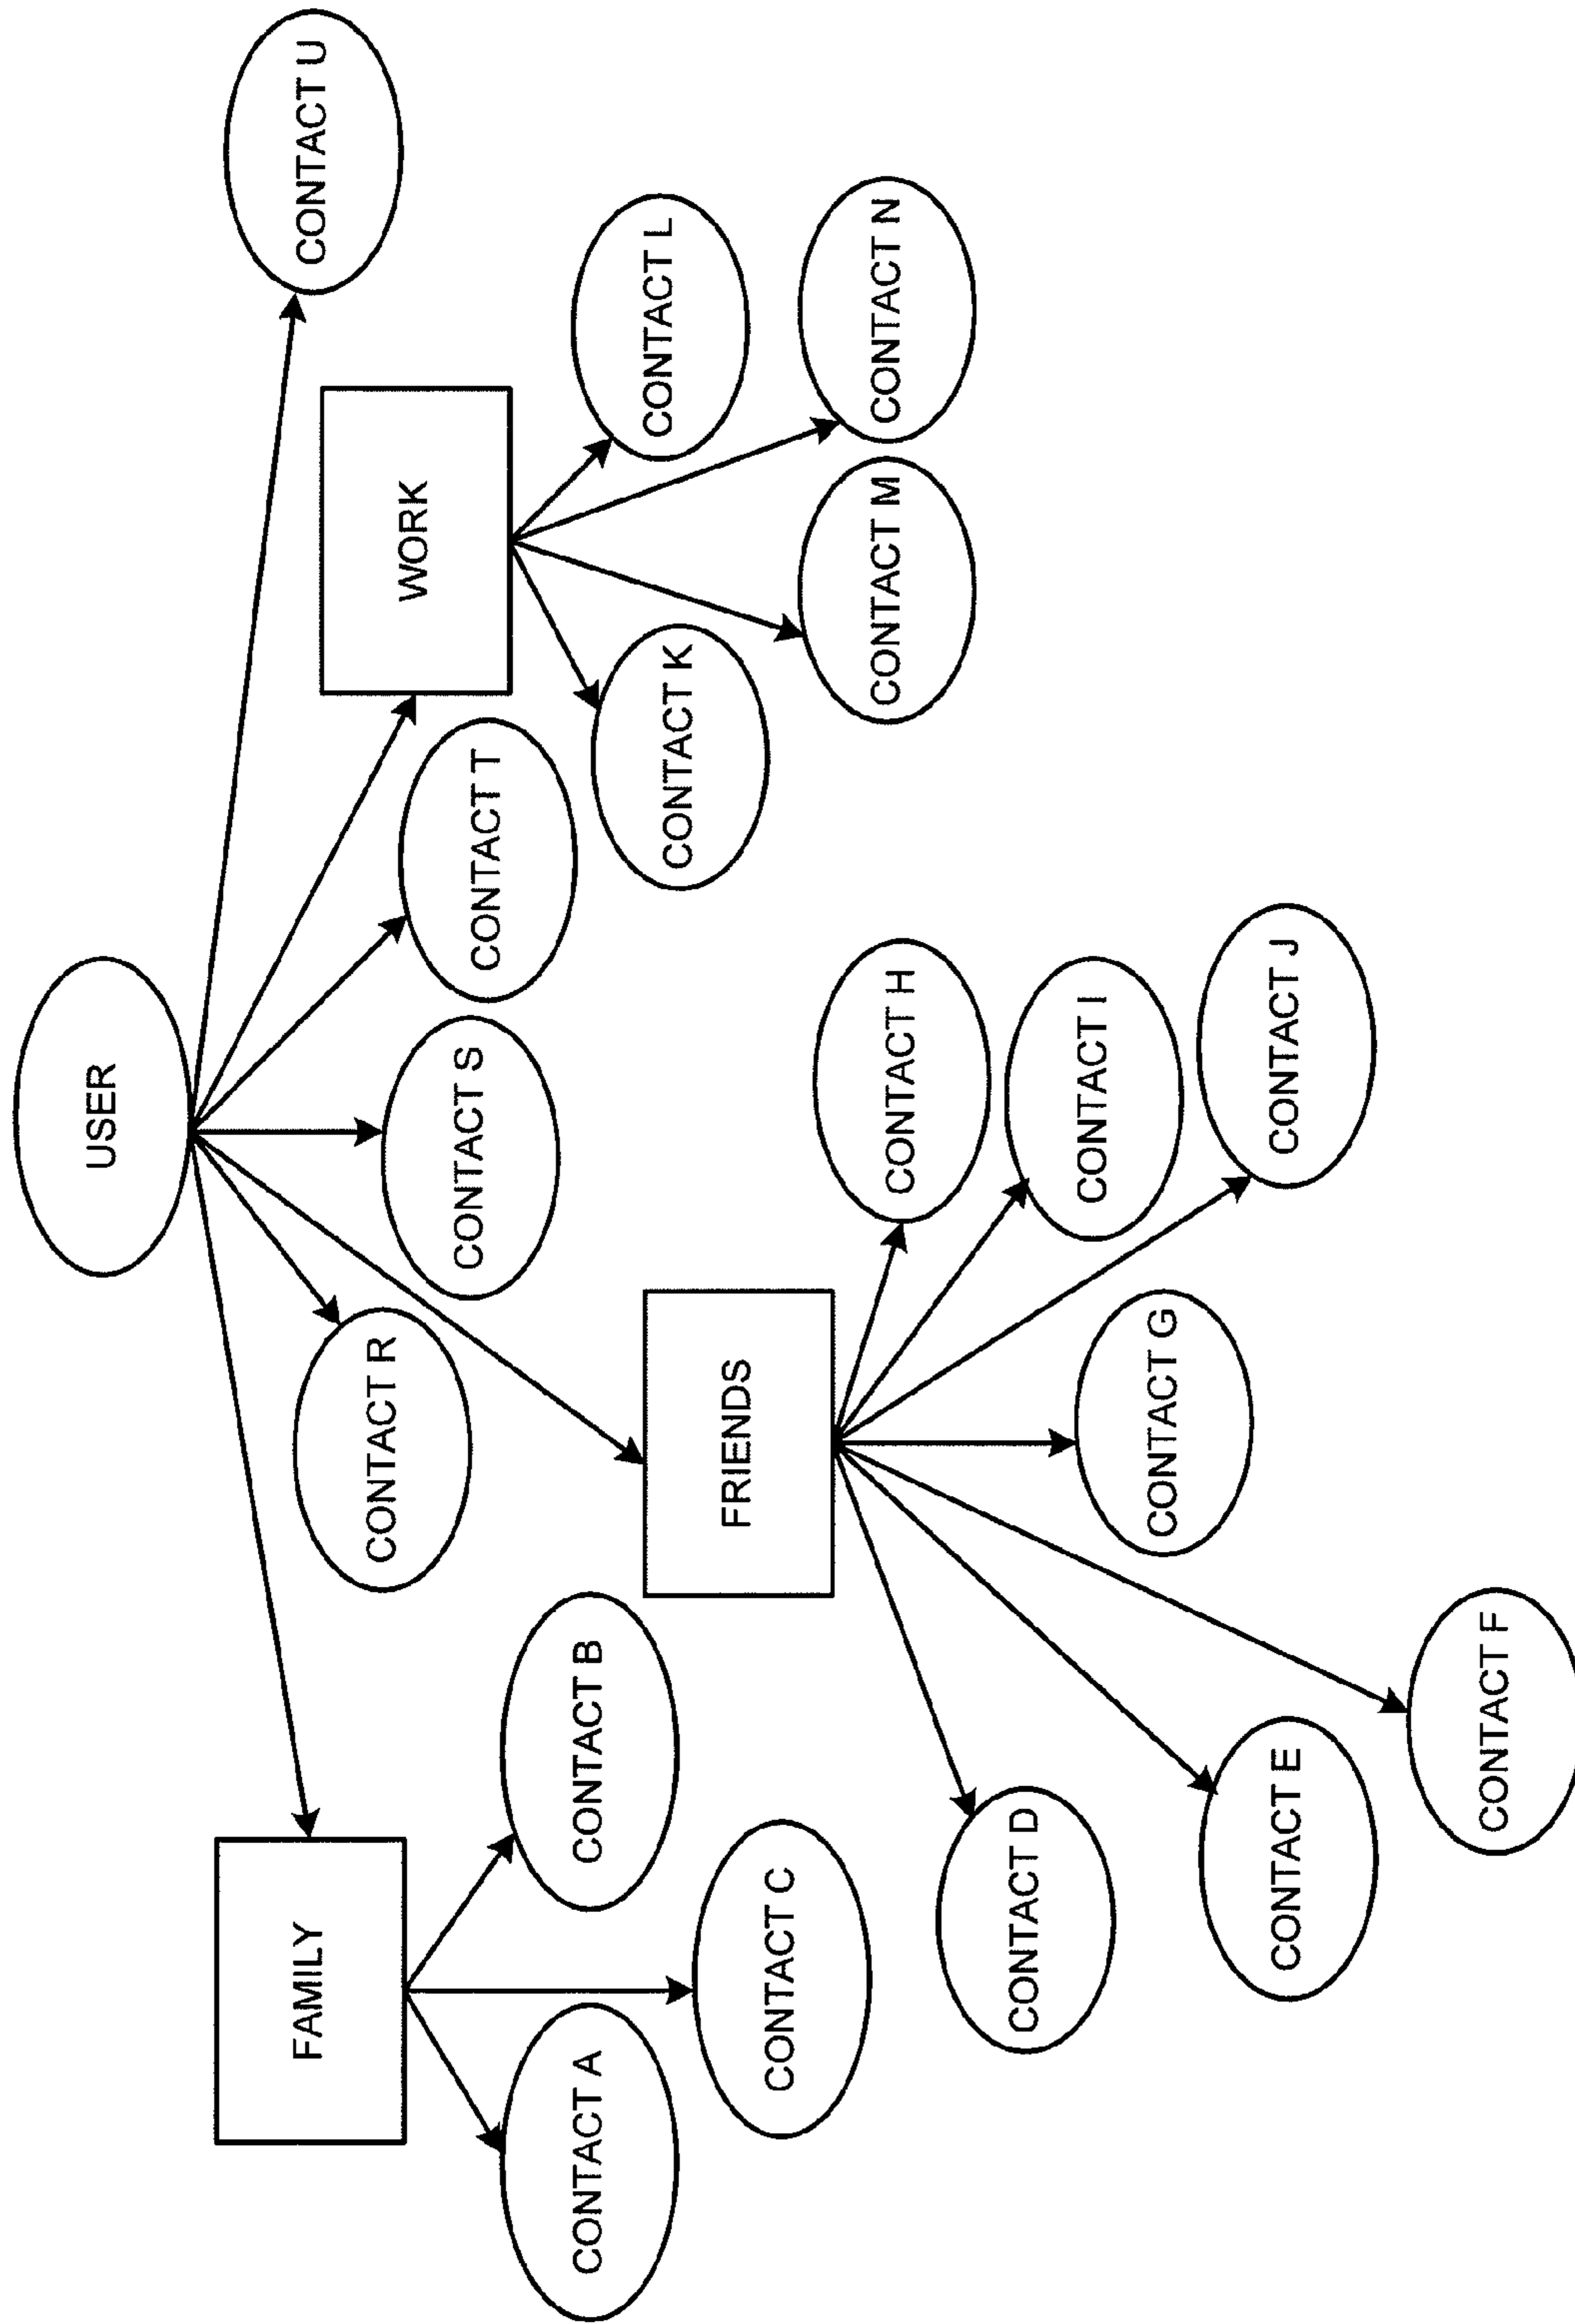 USER
CONTACT U
FAMILY
CONTACT R
CONTACT S
CONTACT T
WORK
CONTACT A
CONTACT B
CONTACT C
FRIENDS
CONTACT K
CONTACT L
CONTACT M
CONTACT N
CONTACT D
CONTACT E
CONTACT F
CONTACT G
CONTACT H
CONTACT I
CONTACT J